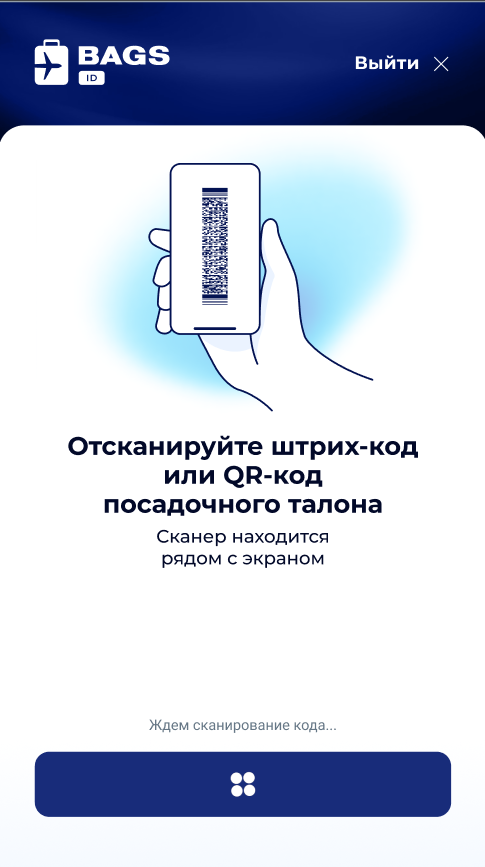 BAGS
ID
Выйти
Отсканируйте штрих-код
или QR-код
посадочного талона
Сканер находится
рядом с экраном
Ждем сканирование кода...